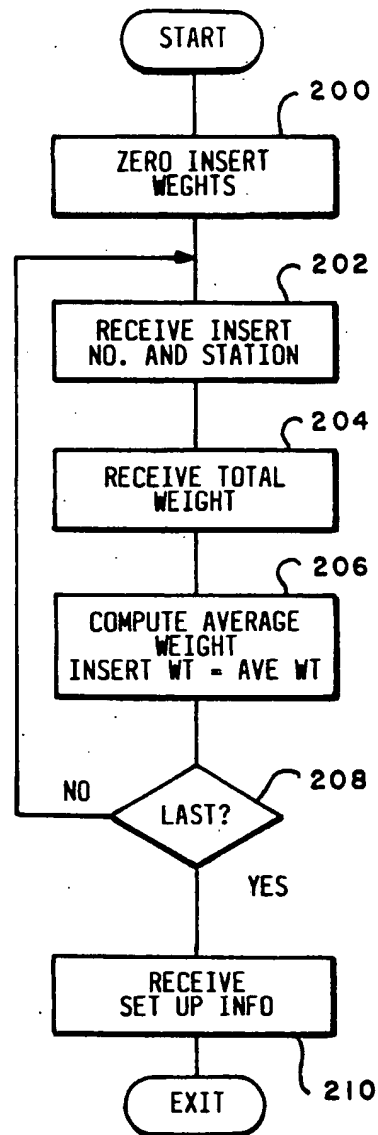 START
200
ZERO INSERT
WEGHTS
202
RECEIVE INSERT
NO. AND STATION
204
RECEIVE TOTAL
WEIGHT
206
COMPUTE AVERAGE
WEIGHT
INSERT WT = AVE WT
208
NO
LAST?
YES
RECEIVE
SET UP INFO
210
EXIT